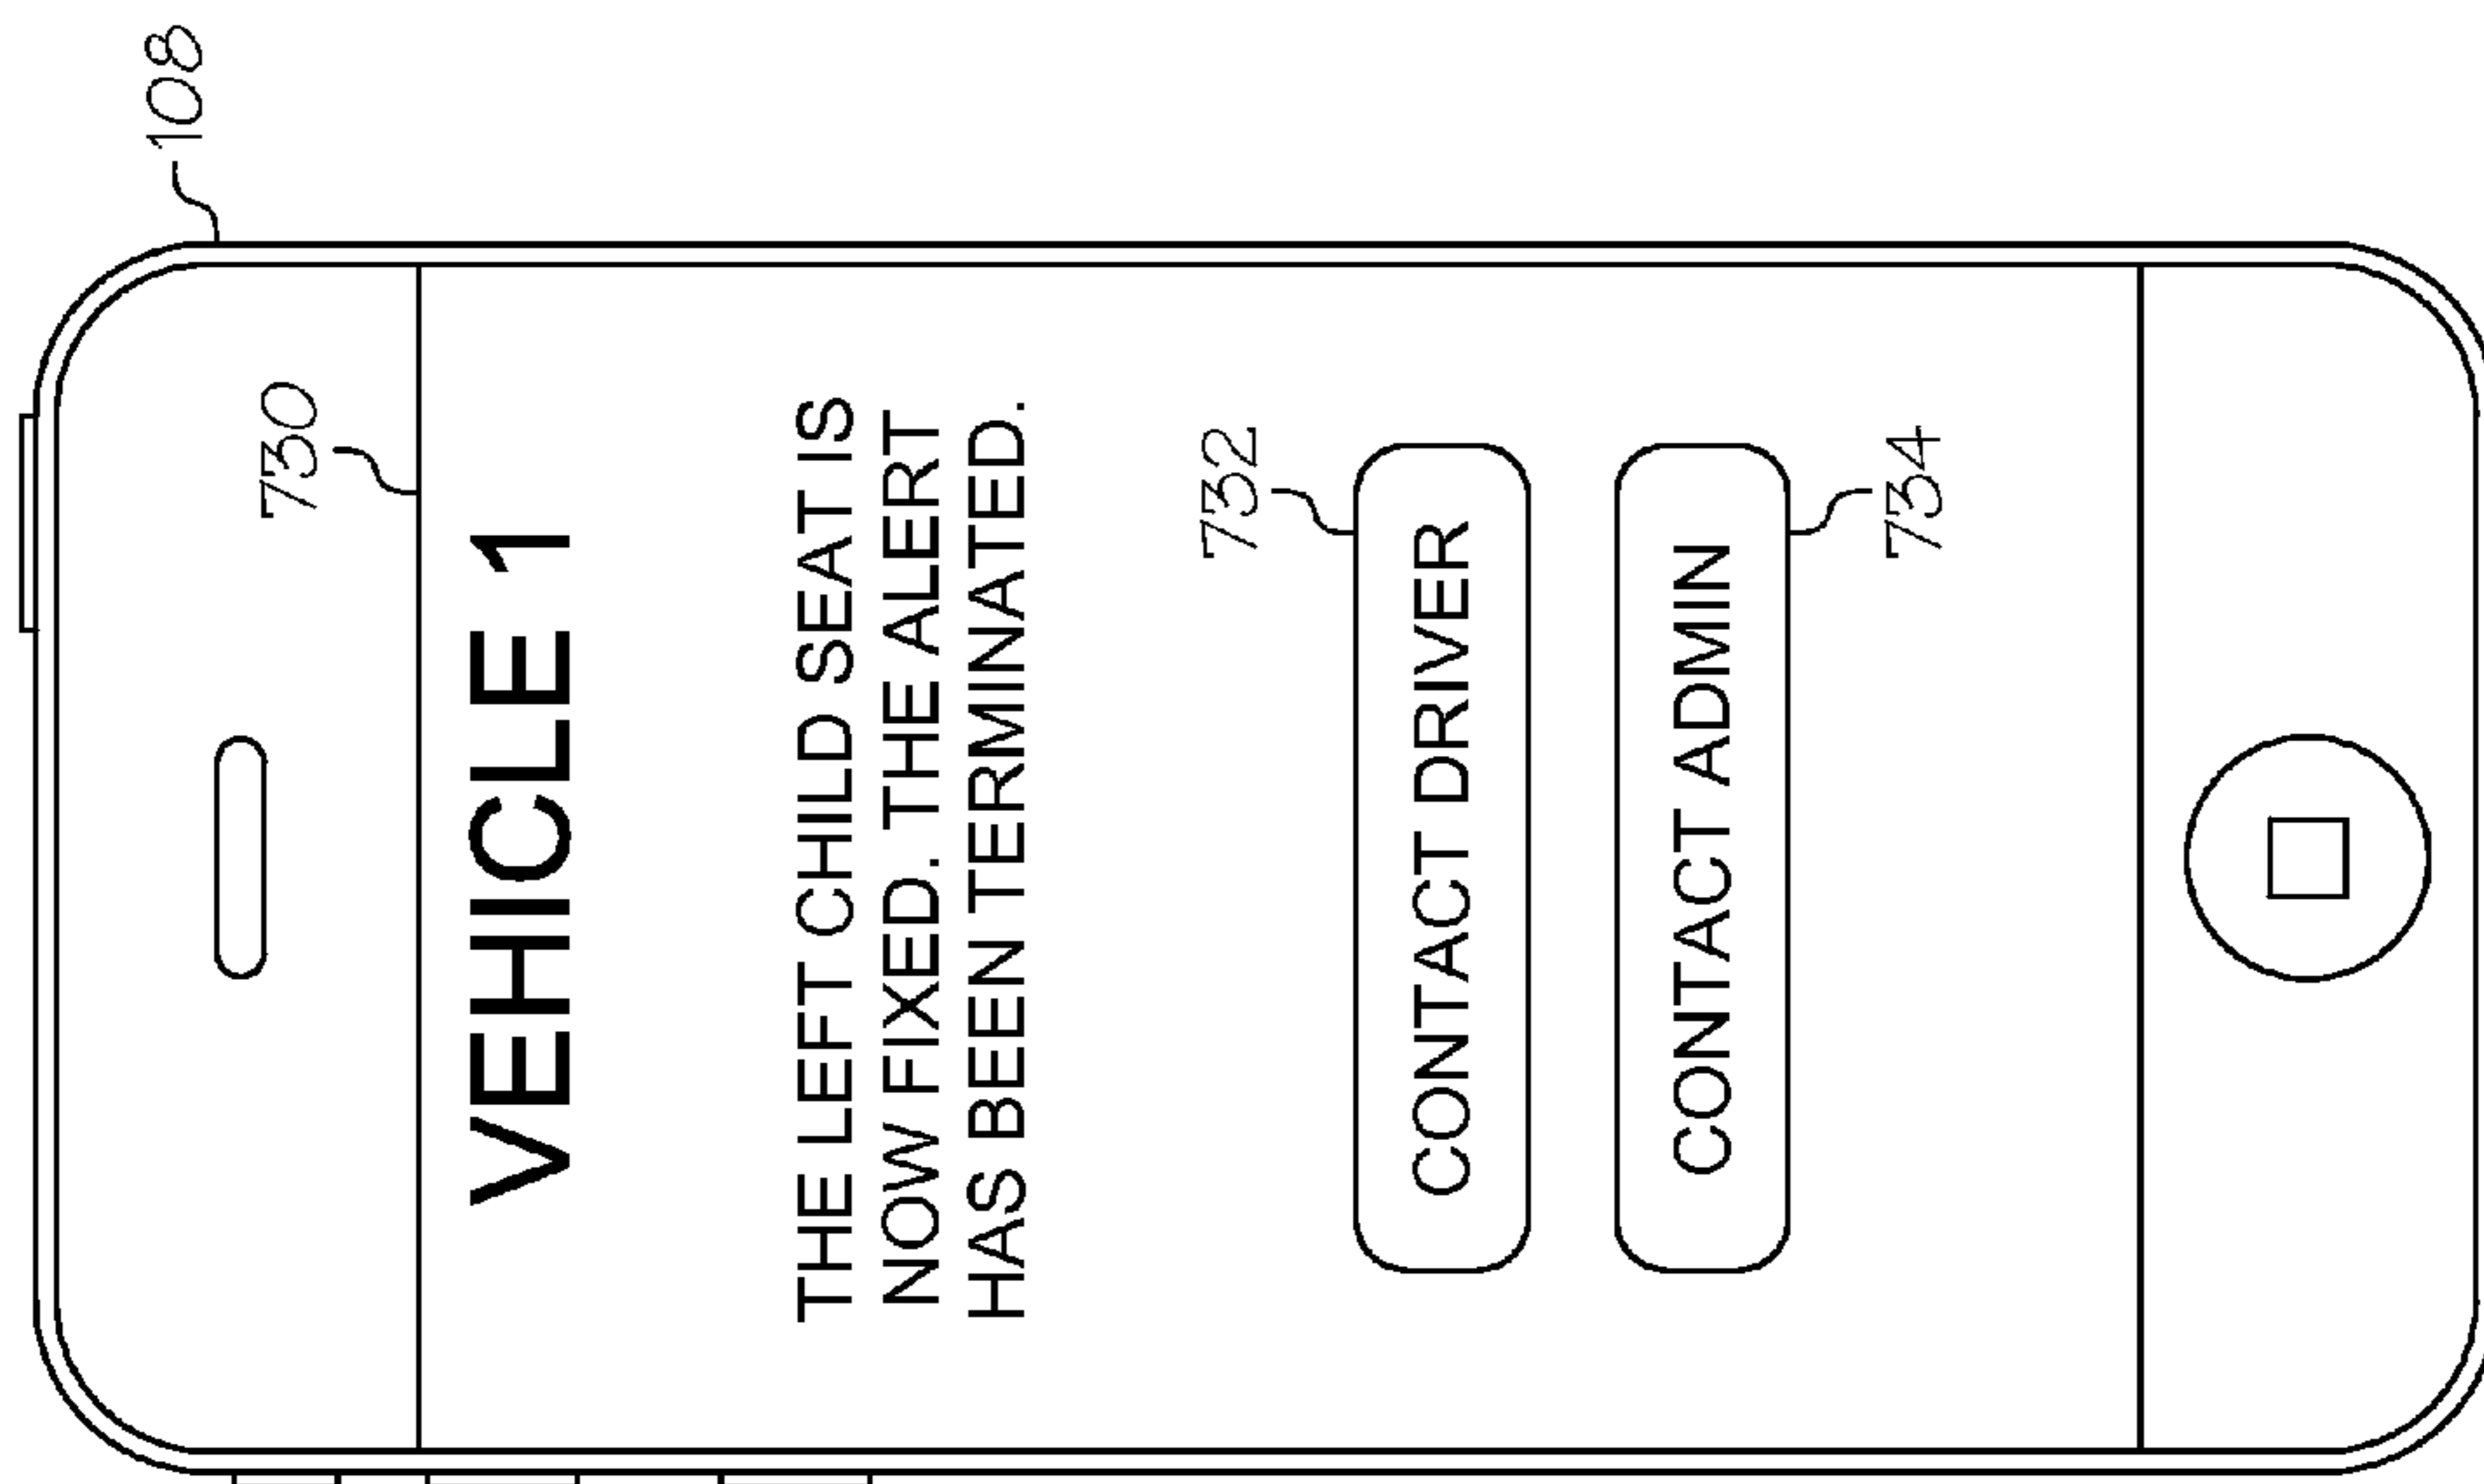 108
730
VEHICLE 1
THE LEFT CHILD SEAT IS
NOW FIXED. THE ALERT
HAS BEEN TERMINATED.
732
CONTACT DRIVER
CONTACT ADMIN
734